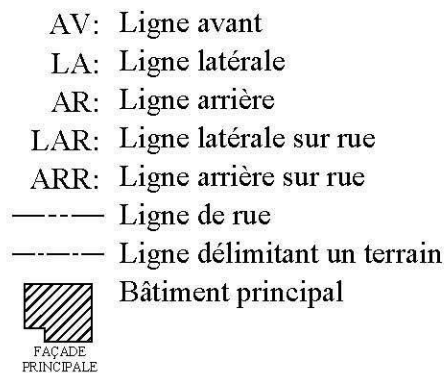 AV: Ligne avant
LA: Ligne latérale
AR: Ligne arrière
LAR: Ligne latérale sur rue
ARR: Ligne arrière sur rue
Ligne de rue
Ligne délimitant un terrain
Bâtiment principal
FAÇADE
PRINCIPALE